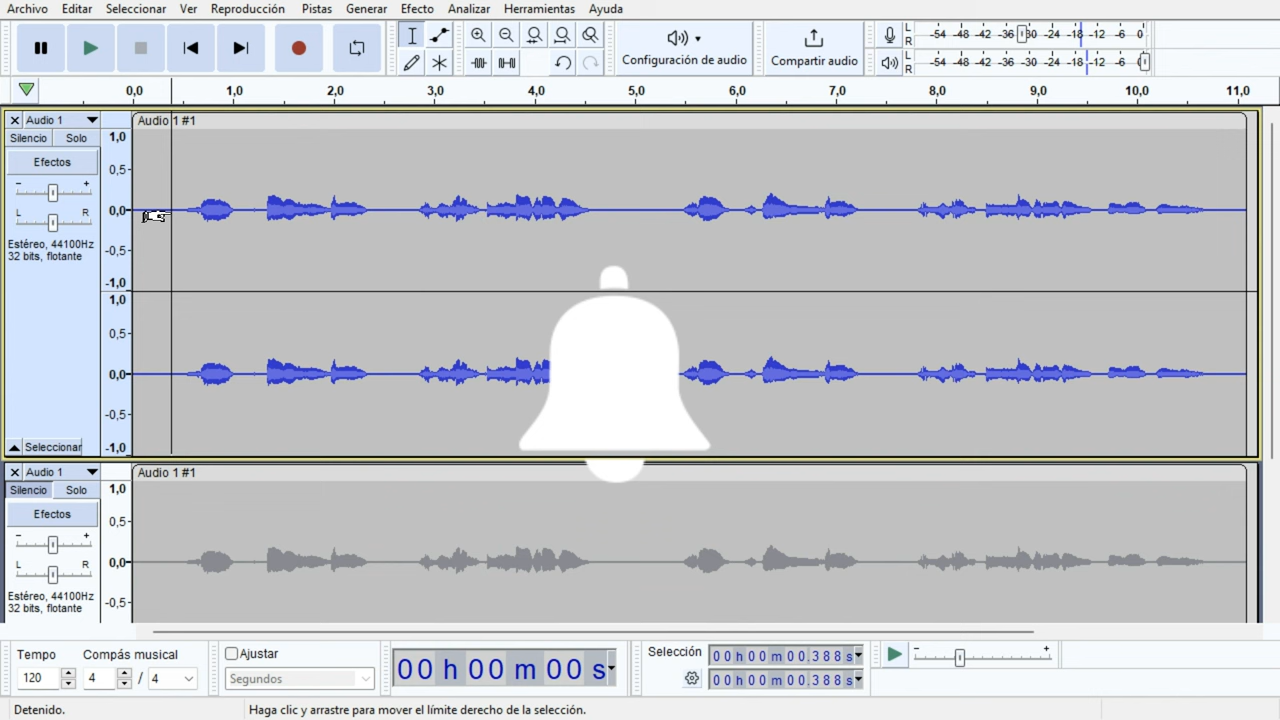 Archivo Editar Seleccionar Ver Reproducción Pistas Generar Efecto Analizar Herramientas Ayuda
Configuración de audio
Compartir audio
L
R
-54 -48 -42 -36 -30 -24 -18 -12 -6 0
L
R
-54 -48 -42 -36 -30 -24 -18 -12 -6 0
0,0 1,0 2,0 3,0 4,0 5,0 6,0 7,0 8,0 9,0 10,0 11,0
Audio 1
Audio 1 #1
Silencio Solo
Efectos
- +
L R
Estéreo, 44100Hz
32 bits, flotante
Seleccionar
1,0
0,5
0,0
-0,5
-1,0
1,0
0,5
0,0
-0,5
-1,0
Audio 1
Audio 1 #1
Silencio Solo
Efectos
- +
L R
Estéreo, 44100Hz
32 bits, flotante
1,0
0,5
0,0
-0,5
Tempo
120
Compás musical
4 / 4
Ajustar
Segundos
00 h 00 m 00 s
Selección
00 h 00 m 00.388 s
00 h 00 m 00.388 s
- +
Detenido.
Haga clic y arrastre para mover el límite derecho de la selección.